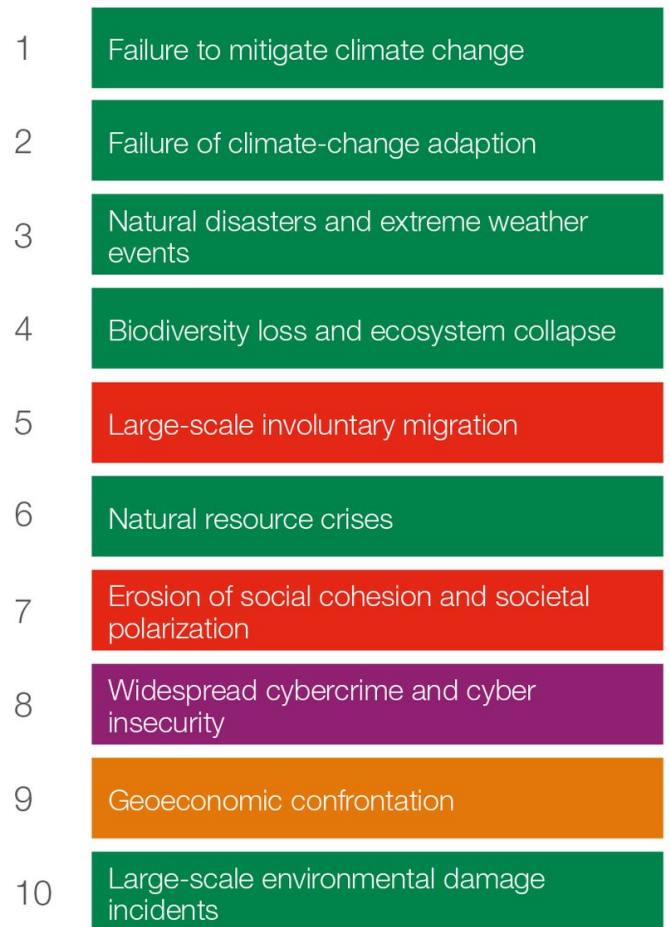 1
Failure to mitigate climate change
2
Failure of climate-change adaption
3
Natural disasters and extreme weather
events
4
Biodiversity loss and ecosystem collapse
5
Large-scale involuntary migration
6
Natural resource crises
7
Erosion of social cohesion and societal
polarization
8
Widespread cybercrime and cyber
insecurity
9
Geoeconomic confrontation
10
Large-scale environmental damage
incidents